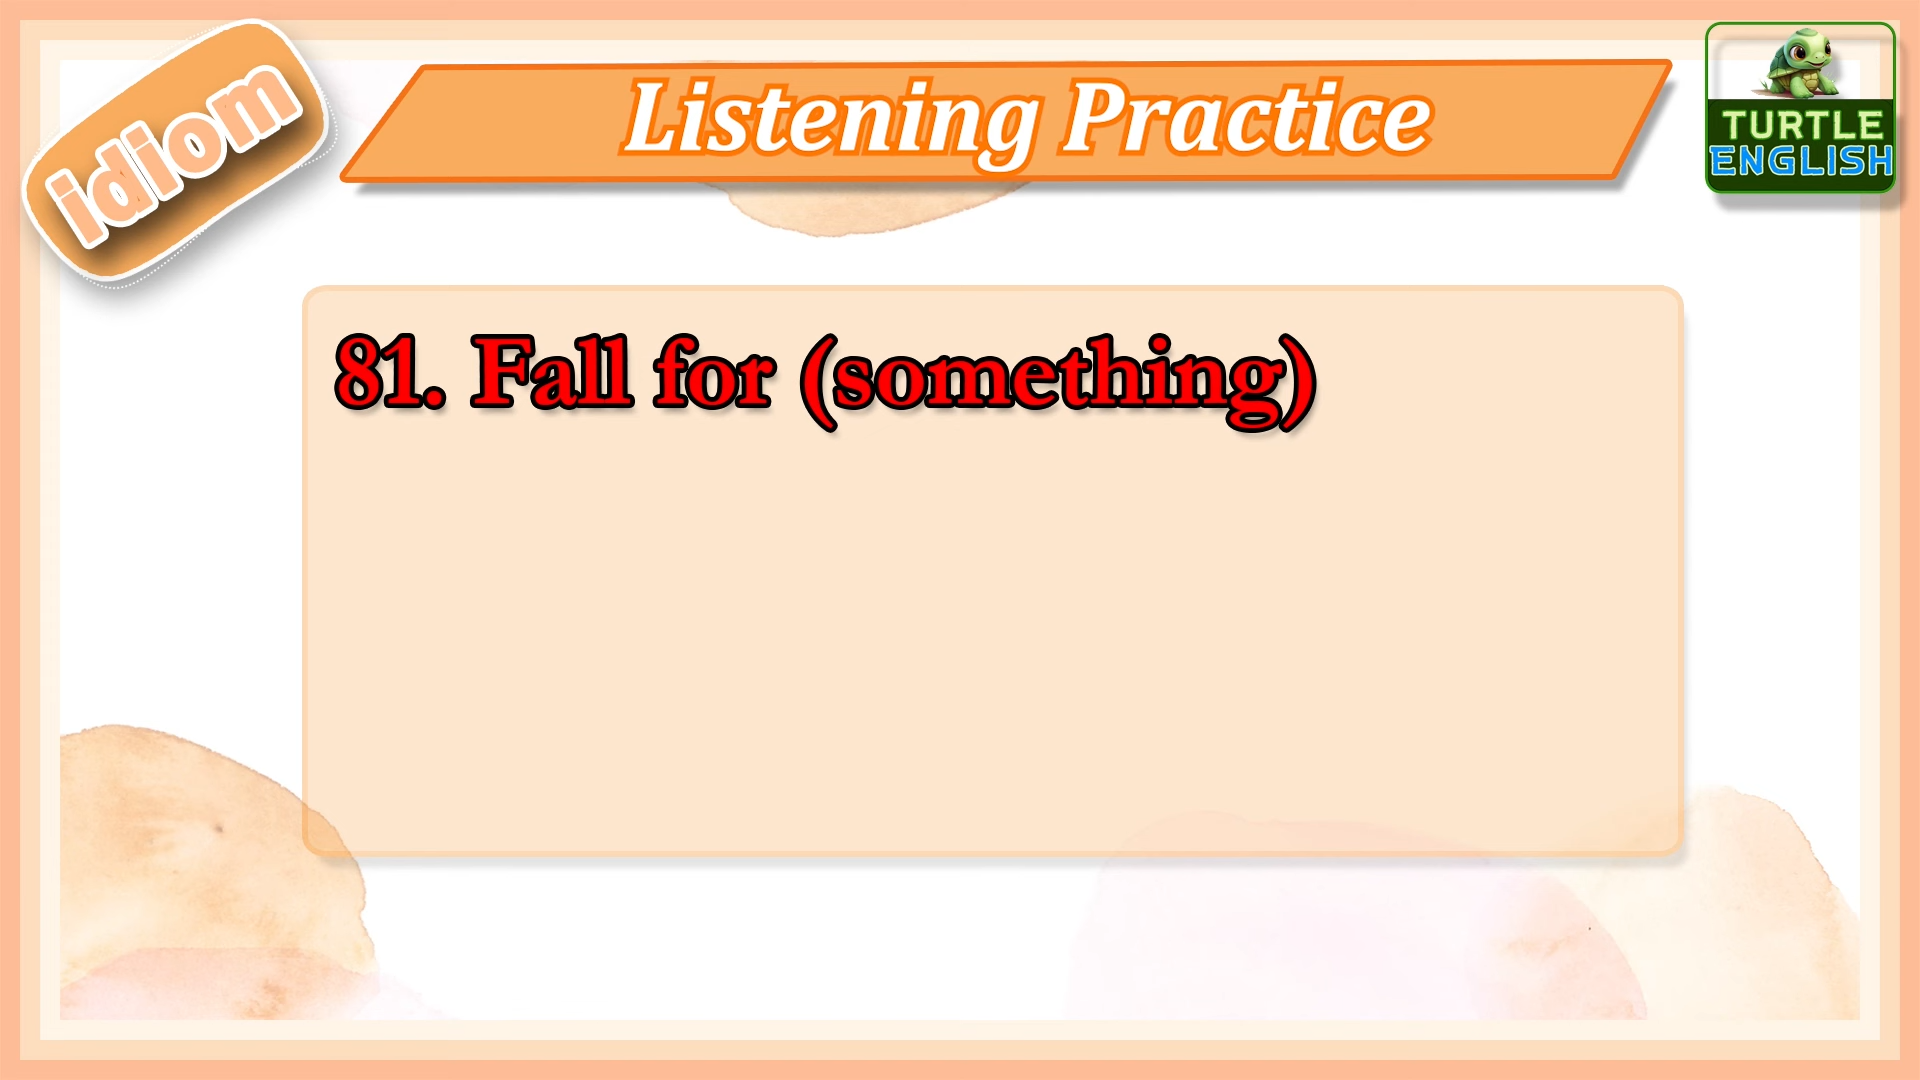 idiom
Listening Practice
TURTLE
ENGLISH
81. Fall for (something)